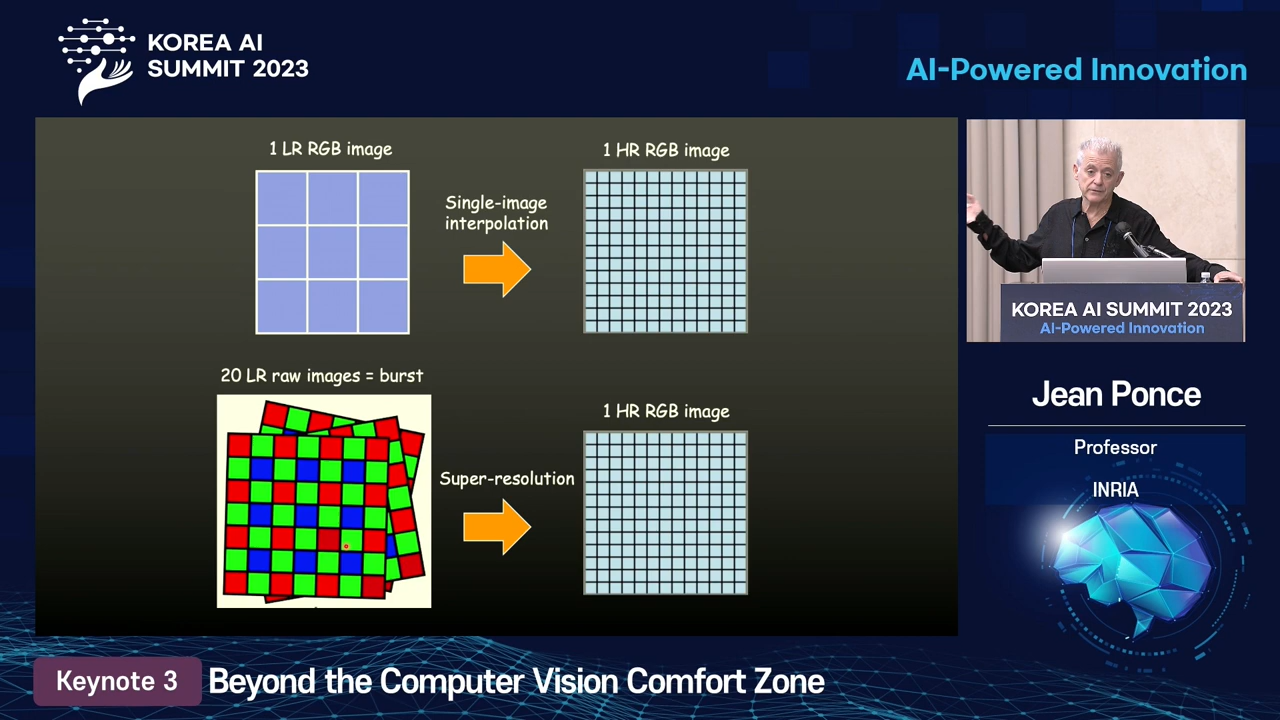 KOREA AI
SUMMIT 2023
AI-Powered Innovation
1 LR RGB image
1 HR RGB image
Single-image
interpolation
20 LR raw images = burst
1 HR RGB image
Super-resolution
KOREA AI SUMMIT 2023
AI-Powered Innovation
Jean Ponce
Professor
INRIA
Keynote 3
Beyond the Computer Vision Comfort Zone